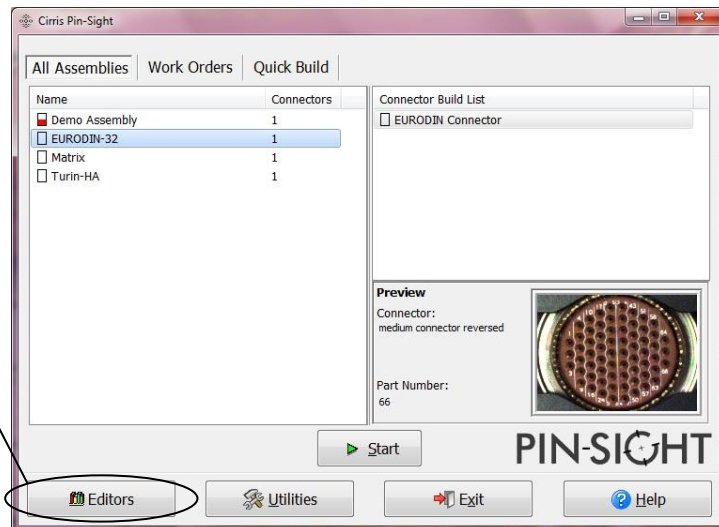 Cirris Pin-Sight
All Assemblies Work Orders Quick Build
Name Connectors
Demo Assembly 1
EURODIN-32 1
Matrix 1
Turin-HA 1
Connector Build List
EURODIN Connector
Preview
Connector:
medium connector reversed
Part Number:
66
Start
PIN-SIGHT
Editors
Utilities
Exit
Help